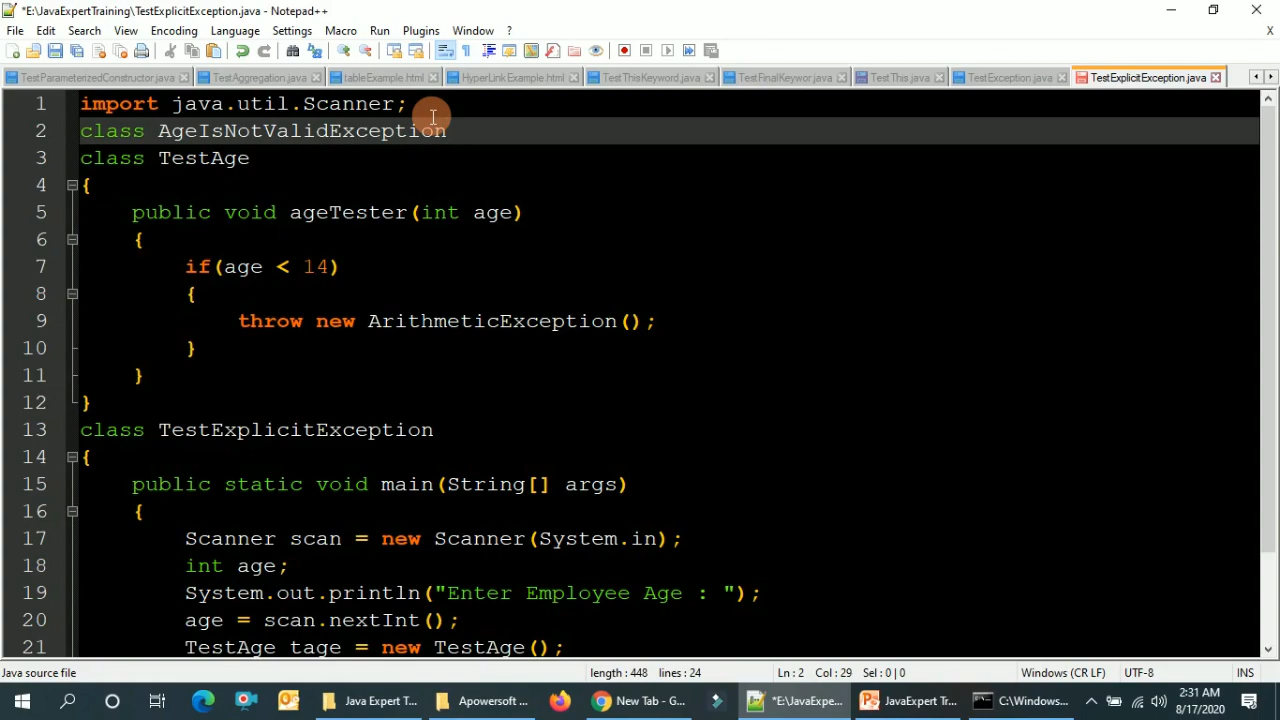 *E:\JavaExpertTraining\TestExplicitException.java - Notepad++
File Edit Search View Encoding Language Settings Macro Run Plugins Window ? X
TestParameterizedConstructor.java TestAggregation.java tableExample.html HyperLinkExample.html TestThisKeyword.java TestFinalKeywor.java TestThis.java TestException.java TestExplicitException.java
1 import java.util.Scanner;
2 class AgeIsNotValidException
3 class TestAge
4 {
5 public void ageTester(int age)
6 {
7 if(age < 14)
8 {
9 throw new ArithmeticException();
10 }
11 }
12 }
13 class TestExplicitException
14 {
15 public static void main(String[] args)
16 {
17 Scanner scan = new Scanner(System.in);
18 int age;
19 System.out.println("Enter Employee Age : ");
20 age = scan.nextInt();
21 TestAge tage = new TestAge();
Java source file length : 448 lines : 24 Ln : 2 Col : 29 Sel : 0 | 0 Windows (CR LF) UTF-8 INS
Java Expert T... Apowersoft ... New Tab - G... *E:\JavaExpe... JavaExpert Tr... C:\Windows... 2:31 AM
8/17/2020